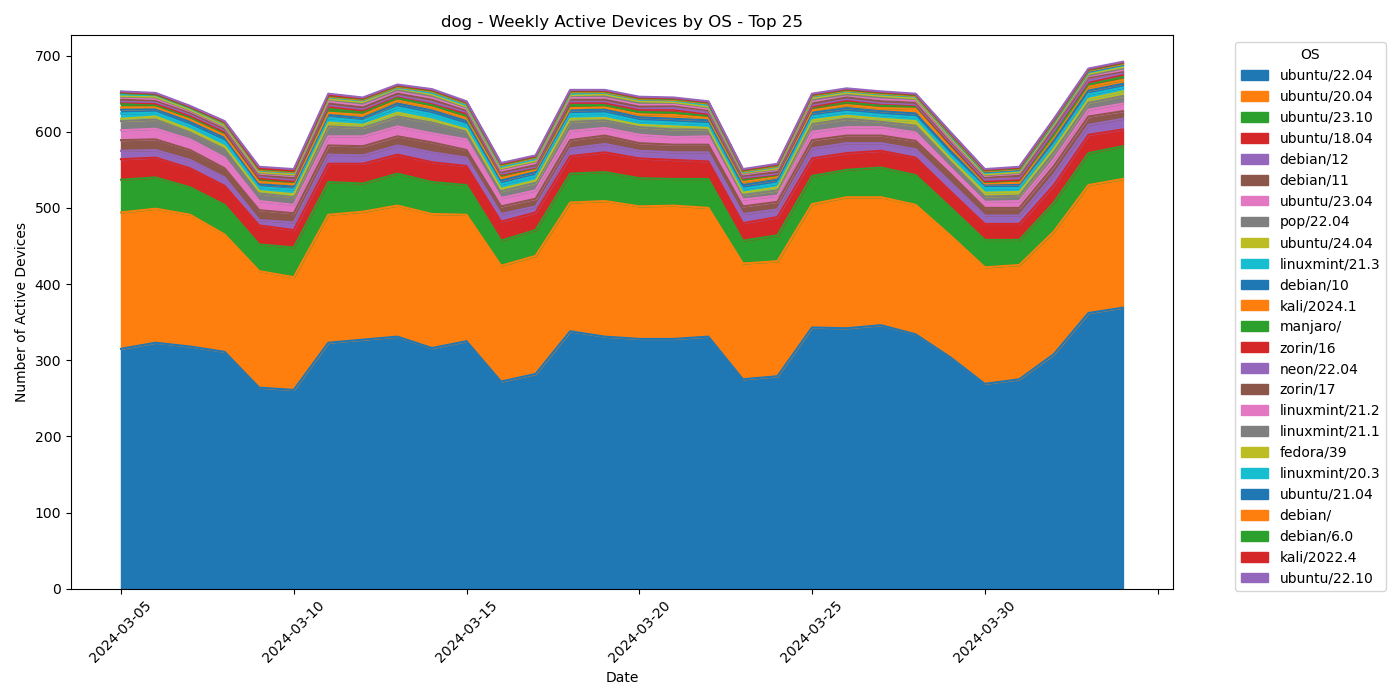 dog - Weekly Active Devices by OS - Top 25
700
600
500
400
300
200
100
0
Number of Active Devices
2024-03-05
2024-03-10
2024-03-15
2024-03-20
2024-03-25
2024-03-30
Date
OS
ubuntu/22.04
ubuntu/20.04
ubuntu/23.10
ubuntu/18.04
debian/12
debian/11
ubuntu/23.04
pop/22.04
ubuntu/24.04
linuxmint/21.3
debian/10
kali/2024.1
manjaro/
zorin/16
neon/22.04
zorin/17
linuxmint/21.2
linuxmint/21.1
fedora/39
linuxmint/20.3
ubuntu/21.04
debian/
debian/6.0
kali/2022.4
ubuntu/22.10